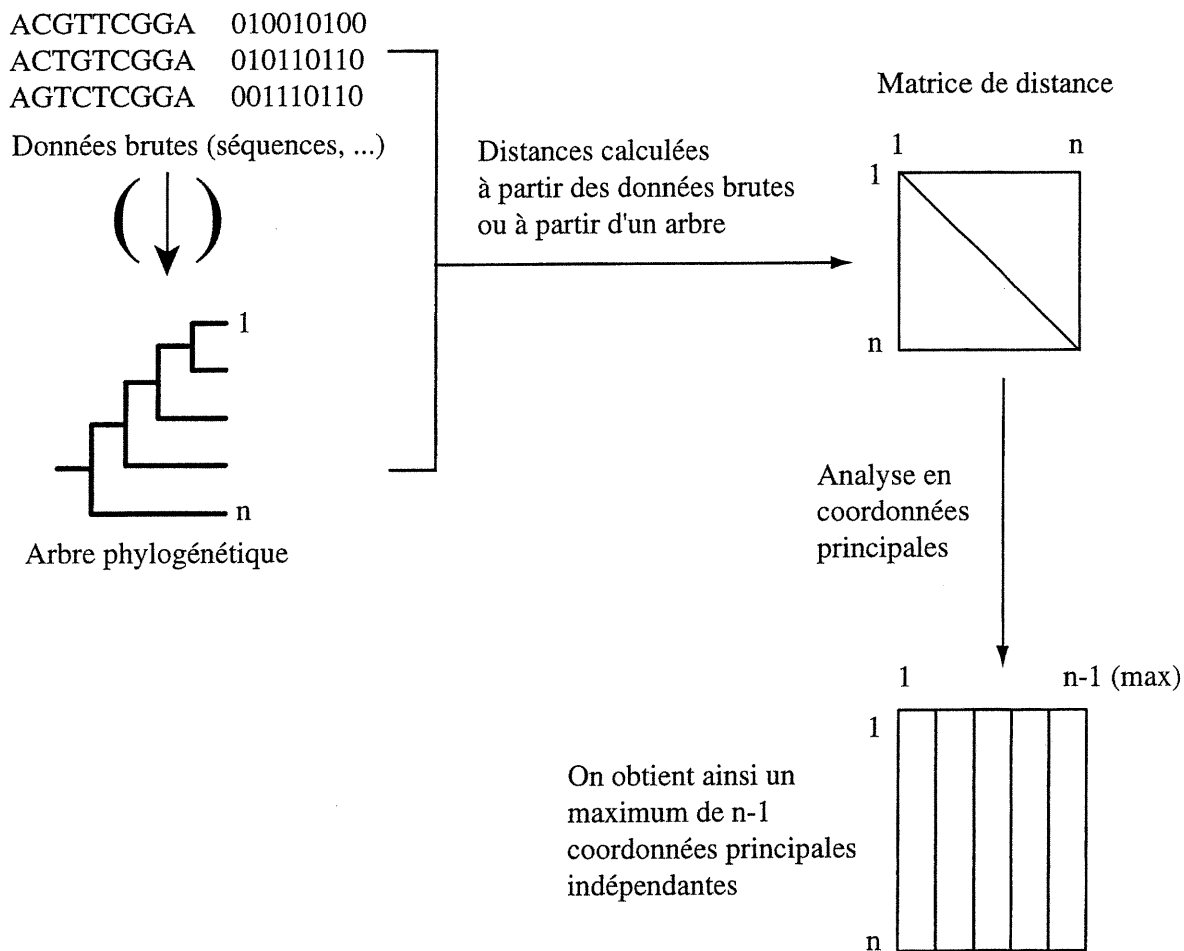 ACGTTCGGA 010010100
ACTGTCGGA 010110110
AGTCTCGGA 001110110
Données brutes (séquences, ...)
( )
1
n
Arbre phylogénétique
Distances calculées
à partir des données brutes
ou à partir d'un arbre
Matrice de distance
1 n
1
n
Analyse en
coordonnées
principales
1 n-1 (max)
1
n
On obtient ainsi un
maximum de n-1
coordonnées principales
indépendantes